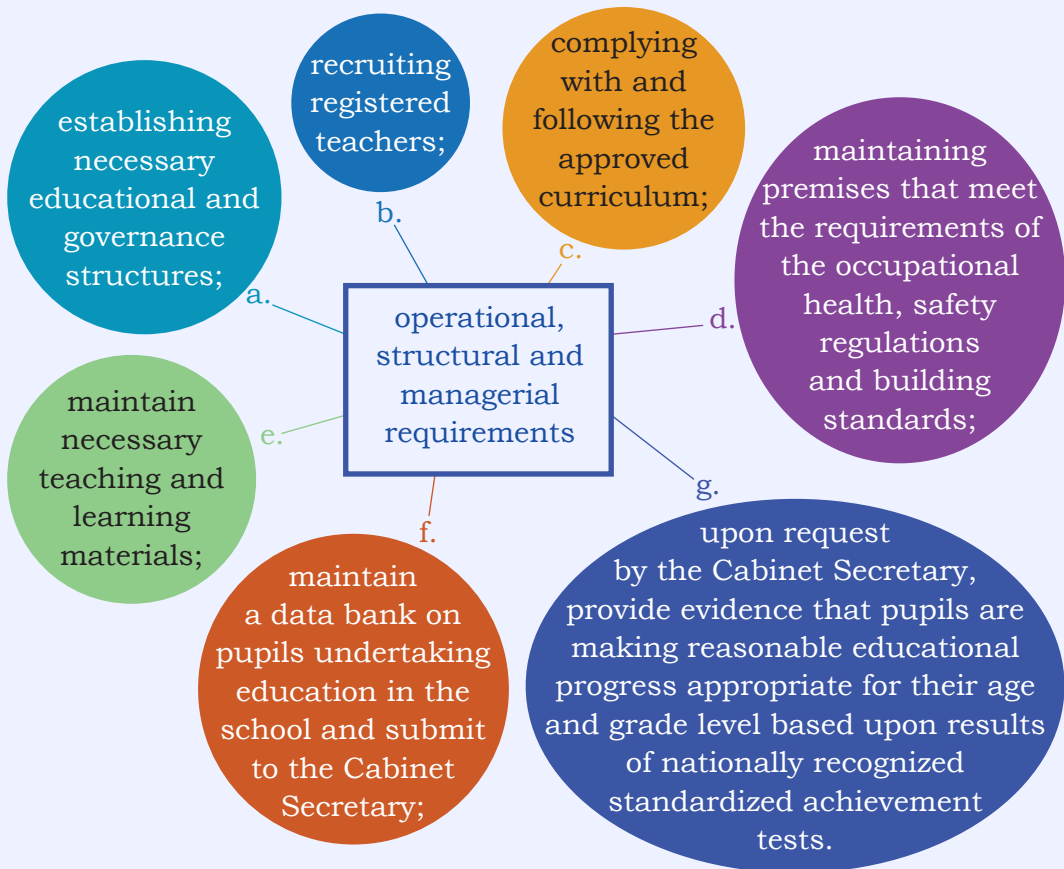 operational,
structural and
managerial
requirements
a.
establishing
necessary
educational and
governance
structures;
b.
recruiting
registered
teachers;
c.
complying
with and
following the
approved
curriculum;
d.
maintaining
premises that meet
the requirements of
the occupational
health, safety
regulations
and building
standards;
e.
maintain
necessary
teaching and
learning
materials;
f.
maintain
a data bank on
pupils undertaking
education in the
school and submit
to the Cabinet
Secretary;
g.
upon request
by the Cabinet Secretary,
provide evidence that pupils are
making reasonable educational
progress appropriate for their age
and grade level based upon results
of nationally recognized
standardized achievement
tests.